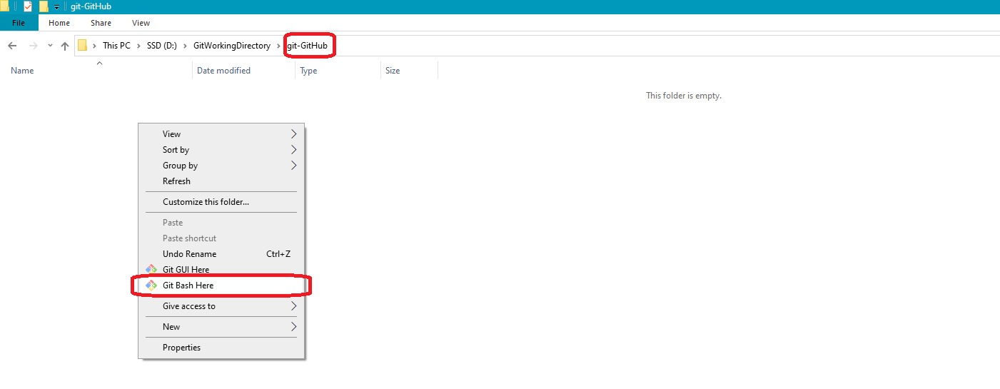 git-GitHub
File Home Share View
This PC SSD (D:) GitWorkingDirectory git-GitHub
Name Date modified Type Size
This folder is empty.
View
Sort by
Group by
Refresh
Customize this folder...
Paste
Paste shortcut
Undo Rename Ctrl+Z
Git GUI Here
Git Bash Here
Give access to
New
Properties